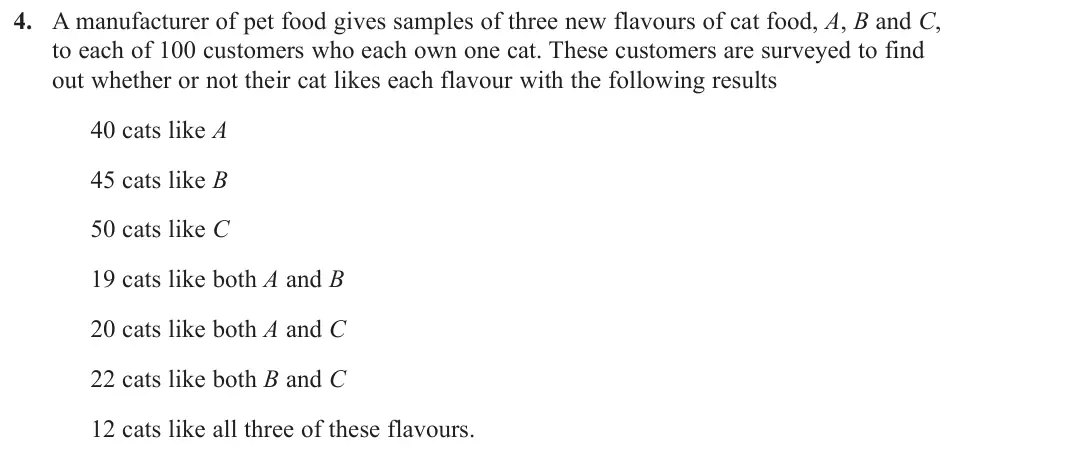 4. A manufacturer of pet food gives samples of three new flavours of cat food, A, B and C,
to each of 100 customers who each own one cat. These customers are surveyed to find
out whether or not their cat likes each flavour with the following results
40 cats like A
45 cats like B
50 cats like C
19 cats like both A and B
20 cats like both A and C
22 cats like both B and C
12 cats like all three of these flavours.